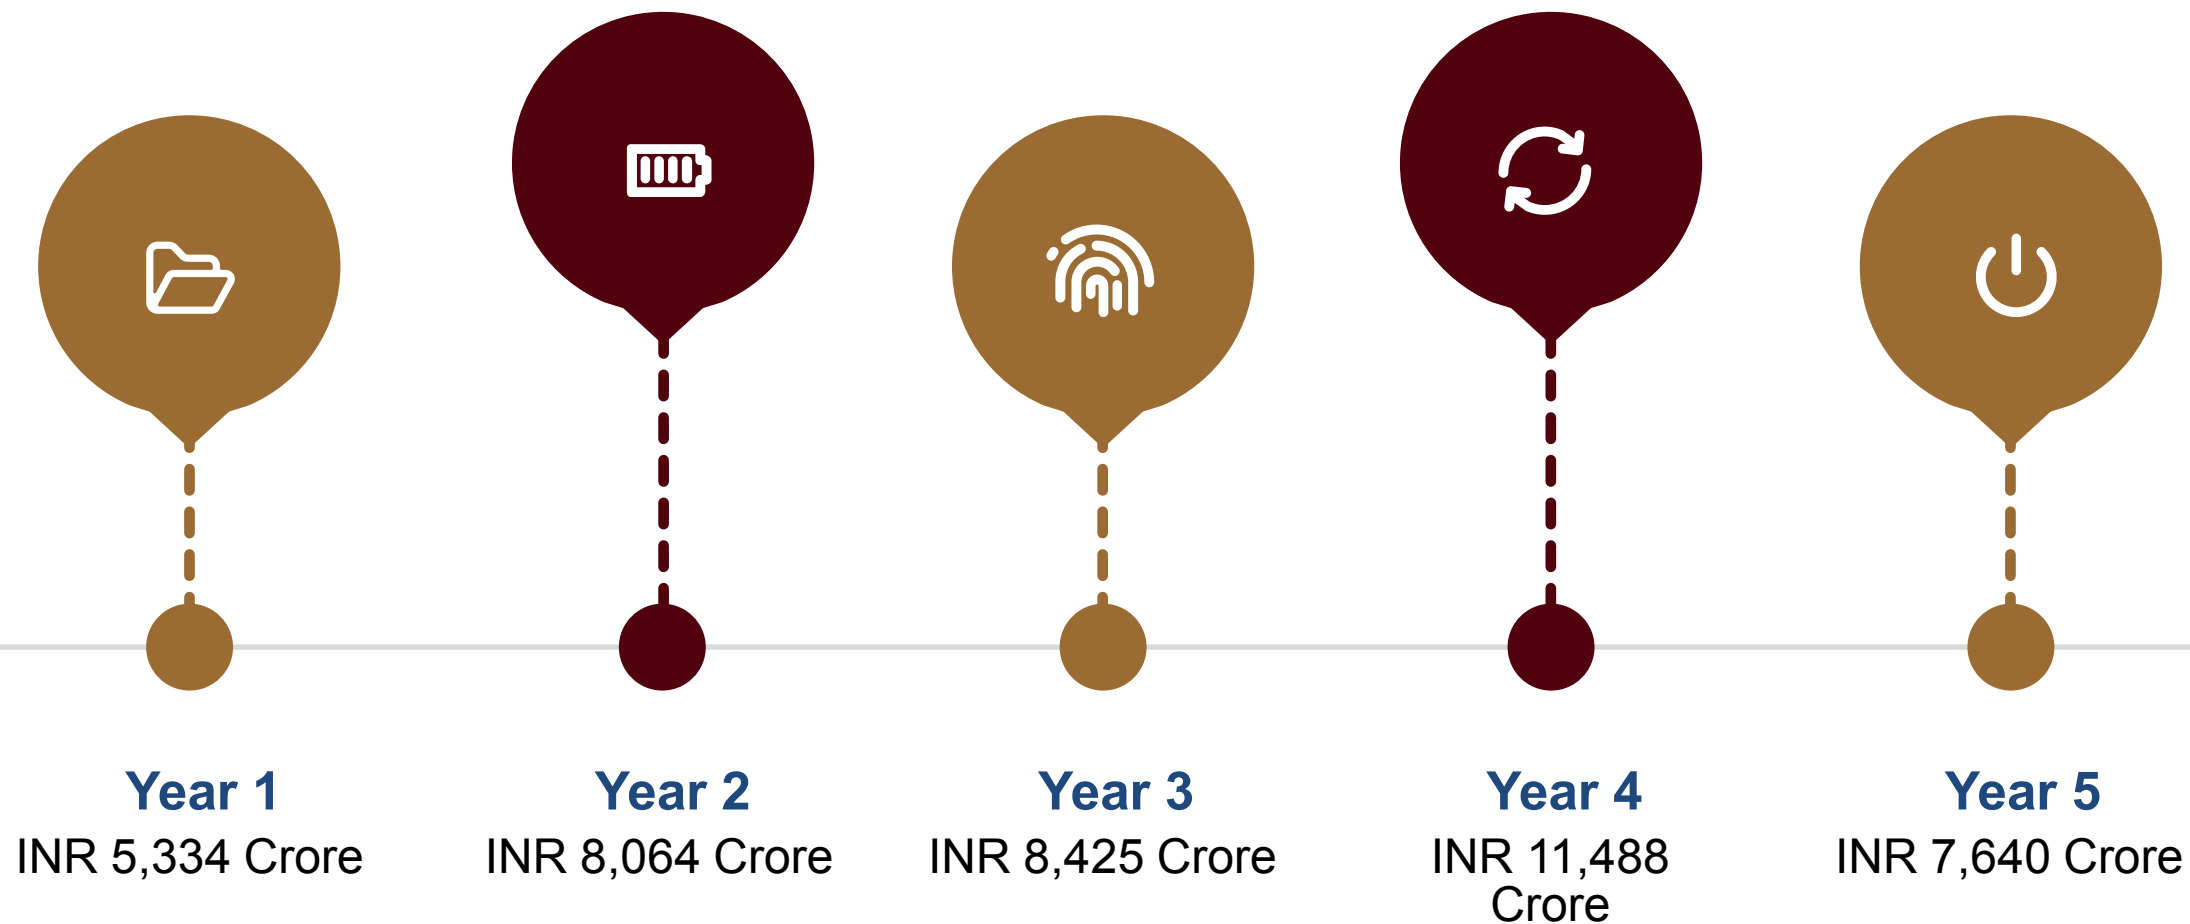 Year 1
INR 5,334 Crore
Year 2
INR 8,064 Crore
Year 3
INR 8,425 Crore
Year 4
INR 11,488
Crore
Year 5
INR 7,640 Crore